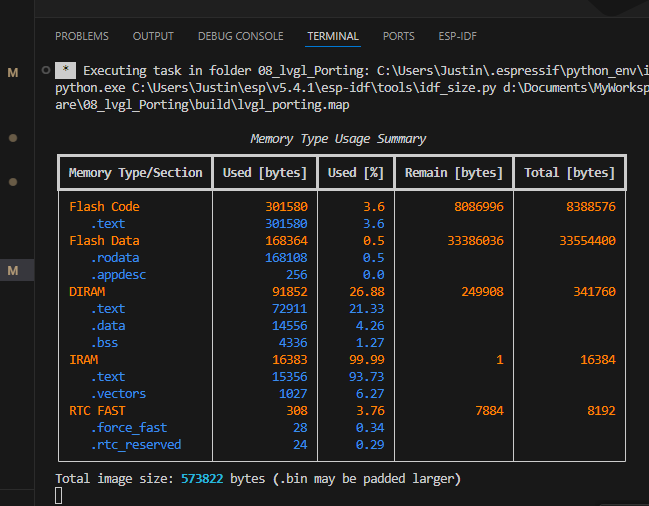 PROBLEMS OUTPUT DEBUG CONSOLE TERMINAL PORTS ESP-IDF
M
* Executing task in folder 08_lvgl_Porting: C:\Users\Justin\.espressif\python_env\i
python.exe C:\Users\Justin\esp\v5.4.1\esp-idf\tools\idf_size.py d:\Documents\MyWorksp
are\08_lvgl_Porting\build\lvgl_porting.map
Memory Type Usage Summary
Memory Type/Section Used [bytes] Used [%] Remain [bytes] Total [bytes]
Flash Code 301580 3.6 8086996 8388576
.text 301580 3.6
Flash Data 168364 0.5 33386036 33554400
.rodata 168108 0.5
.appdesc 256 0.0
M
DIRAM 91852 26.88 249908 341760
.text 72911 21.33
.data 14556 4.26
.bss 4336 1.27
IRAM 16383 99.99 1 16384
.text 15356 93.73
.vectors 1027 6.27
RTC FAST 308 3.76 7884 8192
.force_fast 28 0.34
.rtc_reserved 24 0.29
Total image size: 573822 bytes (.bin may be padded larger)